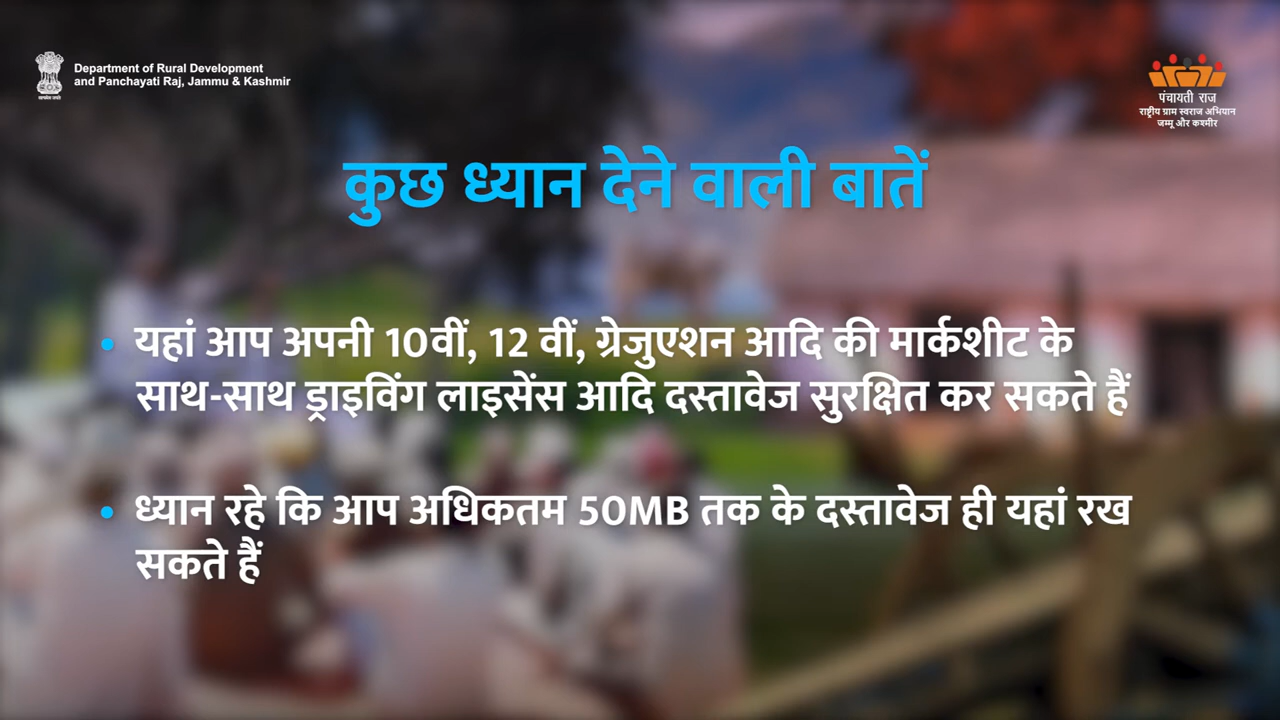 Department of Rural Development
and Panchayati Raj, Jammu & Kashmir
पंचायती राज
राष्ट्रीय ग्राम स्वराज अभियान
जम्मू और कश्मीर
कुछ ध्यान देने वाली बातें
• यहां आप अपनी 10वीं, 12 वीं, ग्रेजुएशन आदि की मार्कशीट के
साथ-साथ ड्राइविंग लाइसेंस आदि दस्तावेज सुरक्षित कर सकते हैं
• ध्यान रहे कि आप अधिकतम 50MB तक के दस्तावेज ही यहां रख
सकते हैं